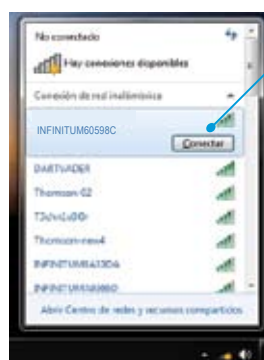 No conectado
Hay conexiones disponibles
Conexión de red inalámbrica
INFINITUM60598C
Conectar
DARTVADER
Thomson-02
Thomson-new4
Abrir Centro de redes y recursos compartidos